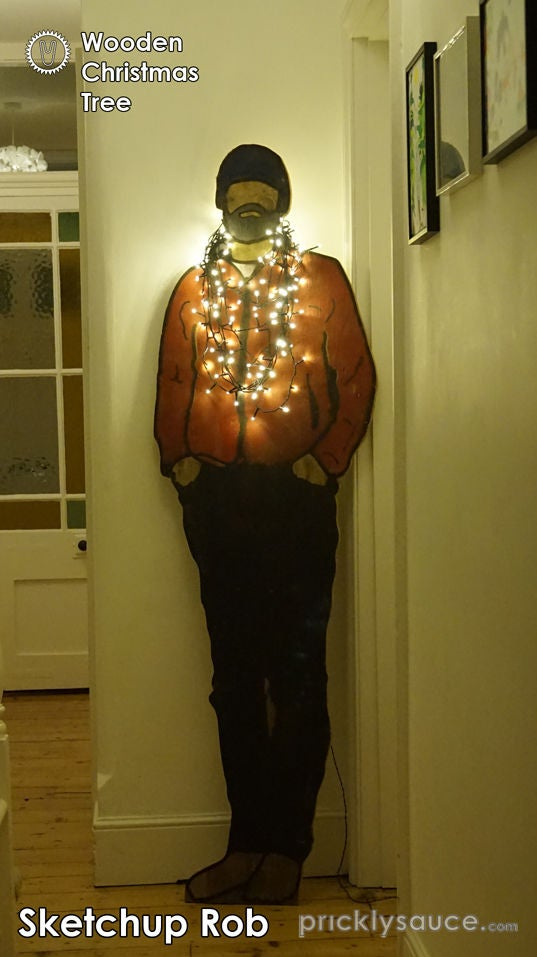 Wooden
Christmas
Tree
Sketchup Rob
pricklysauce.com